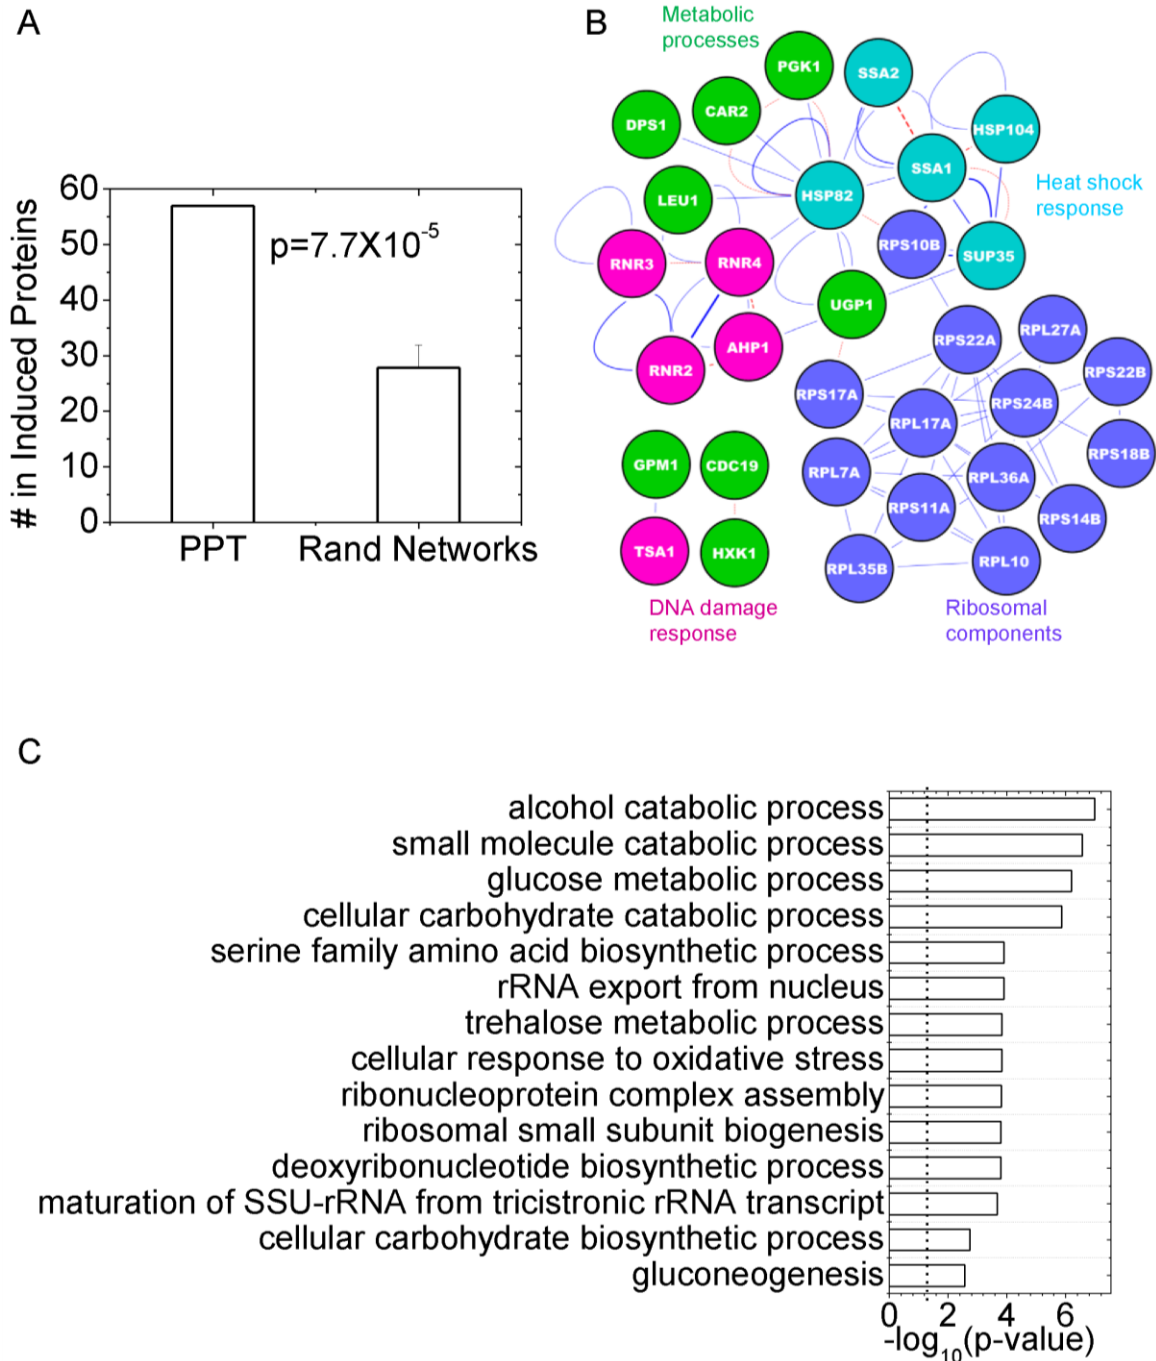 A
60
50
40
30
20
10
0
# in Induced Proteins
p=7.7X10-5
PPT
Rand Networks
B
Metabolic
processes
PGK1
SSA2
CAR2
DPS1
HSP104
SSA1
Heat shock
response
LEU1
HSP82
RPS10B
SUP35
RNR3
RNR4
UGP1
RPS22A
RPL27A
AHP1
RNR2
RPS22B
RPS17A
RPS24B
RPL17A
RPS18B
GPM1
CDC19
RPL7A
RPL36A
RPS11A
RPS14B
TSA1
HXK1
RPL35B
RPL10
DNA damage
response
Ribosomal
components
C
alcohol catabolic process
small molecule catabolic process
glucose metabolic process
cellular carbohydrate catabolic process
serine family amino acid biosynthetic process
rRNA export from nucleus
trehalose metabolic process
cellular response to oxidative stress
ribonucleoprotein complex assembly
ribosomal small subunit biogenesis
deoxyribonucleotide biosynthetic process
maturation of SSU-rRNA from tricistronic rRNA transcript
cellular carbohydrate biosynthetic process
gluconeogenesis
0 2 4 6
-log10(p-value)